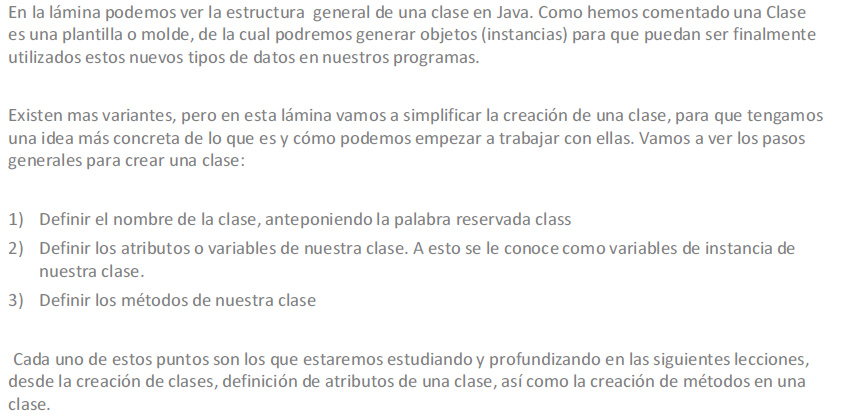 En la lámina podemos ver la estructura general de una clase en Java. Como hemos comentado una Clase
es una plantilla o molde, de la cual podremos generar objetos (instancias) para que puedan ser finalmente
utilizados estos nuevos tipos de datos en nuestros programas.
Existen mas variantes, pero en esta lámina vamos a simplificar la creación de una clase, para que tengamos
una idea más concreta de lo que es y cómo podemos empezar a trabajar con ellas. Vamos a ver los pasos
generales para crear una clase:
1) Definir el nombre de la clase, anteponiendo la palabra reservada class
2) Definir los atributos o variables de nuestra clase. A esto se le conoce como variables de instancia de
nuestra clase.
3) Definir los métodos de nuestra clase
Cada uno de estos puntos son los que estaremos estudiando y profundizando en las siguientes lecciones,
desde la creación de clases, definición de atributos de una clase, así como la creación de métodos en una
clase.